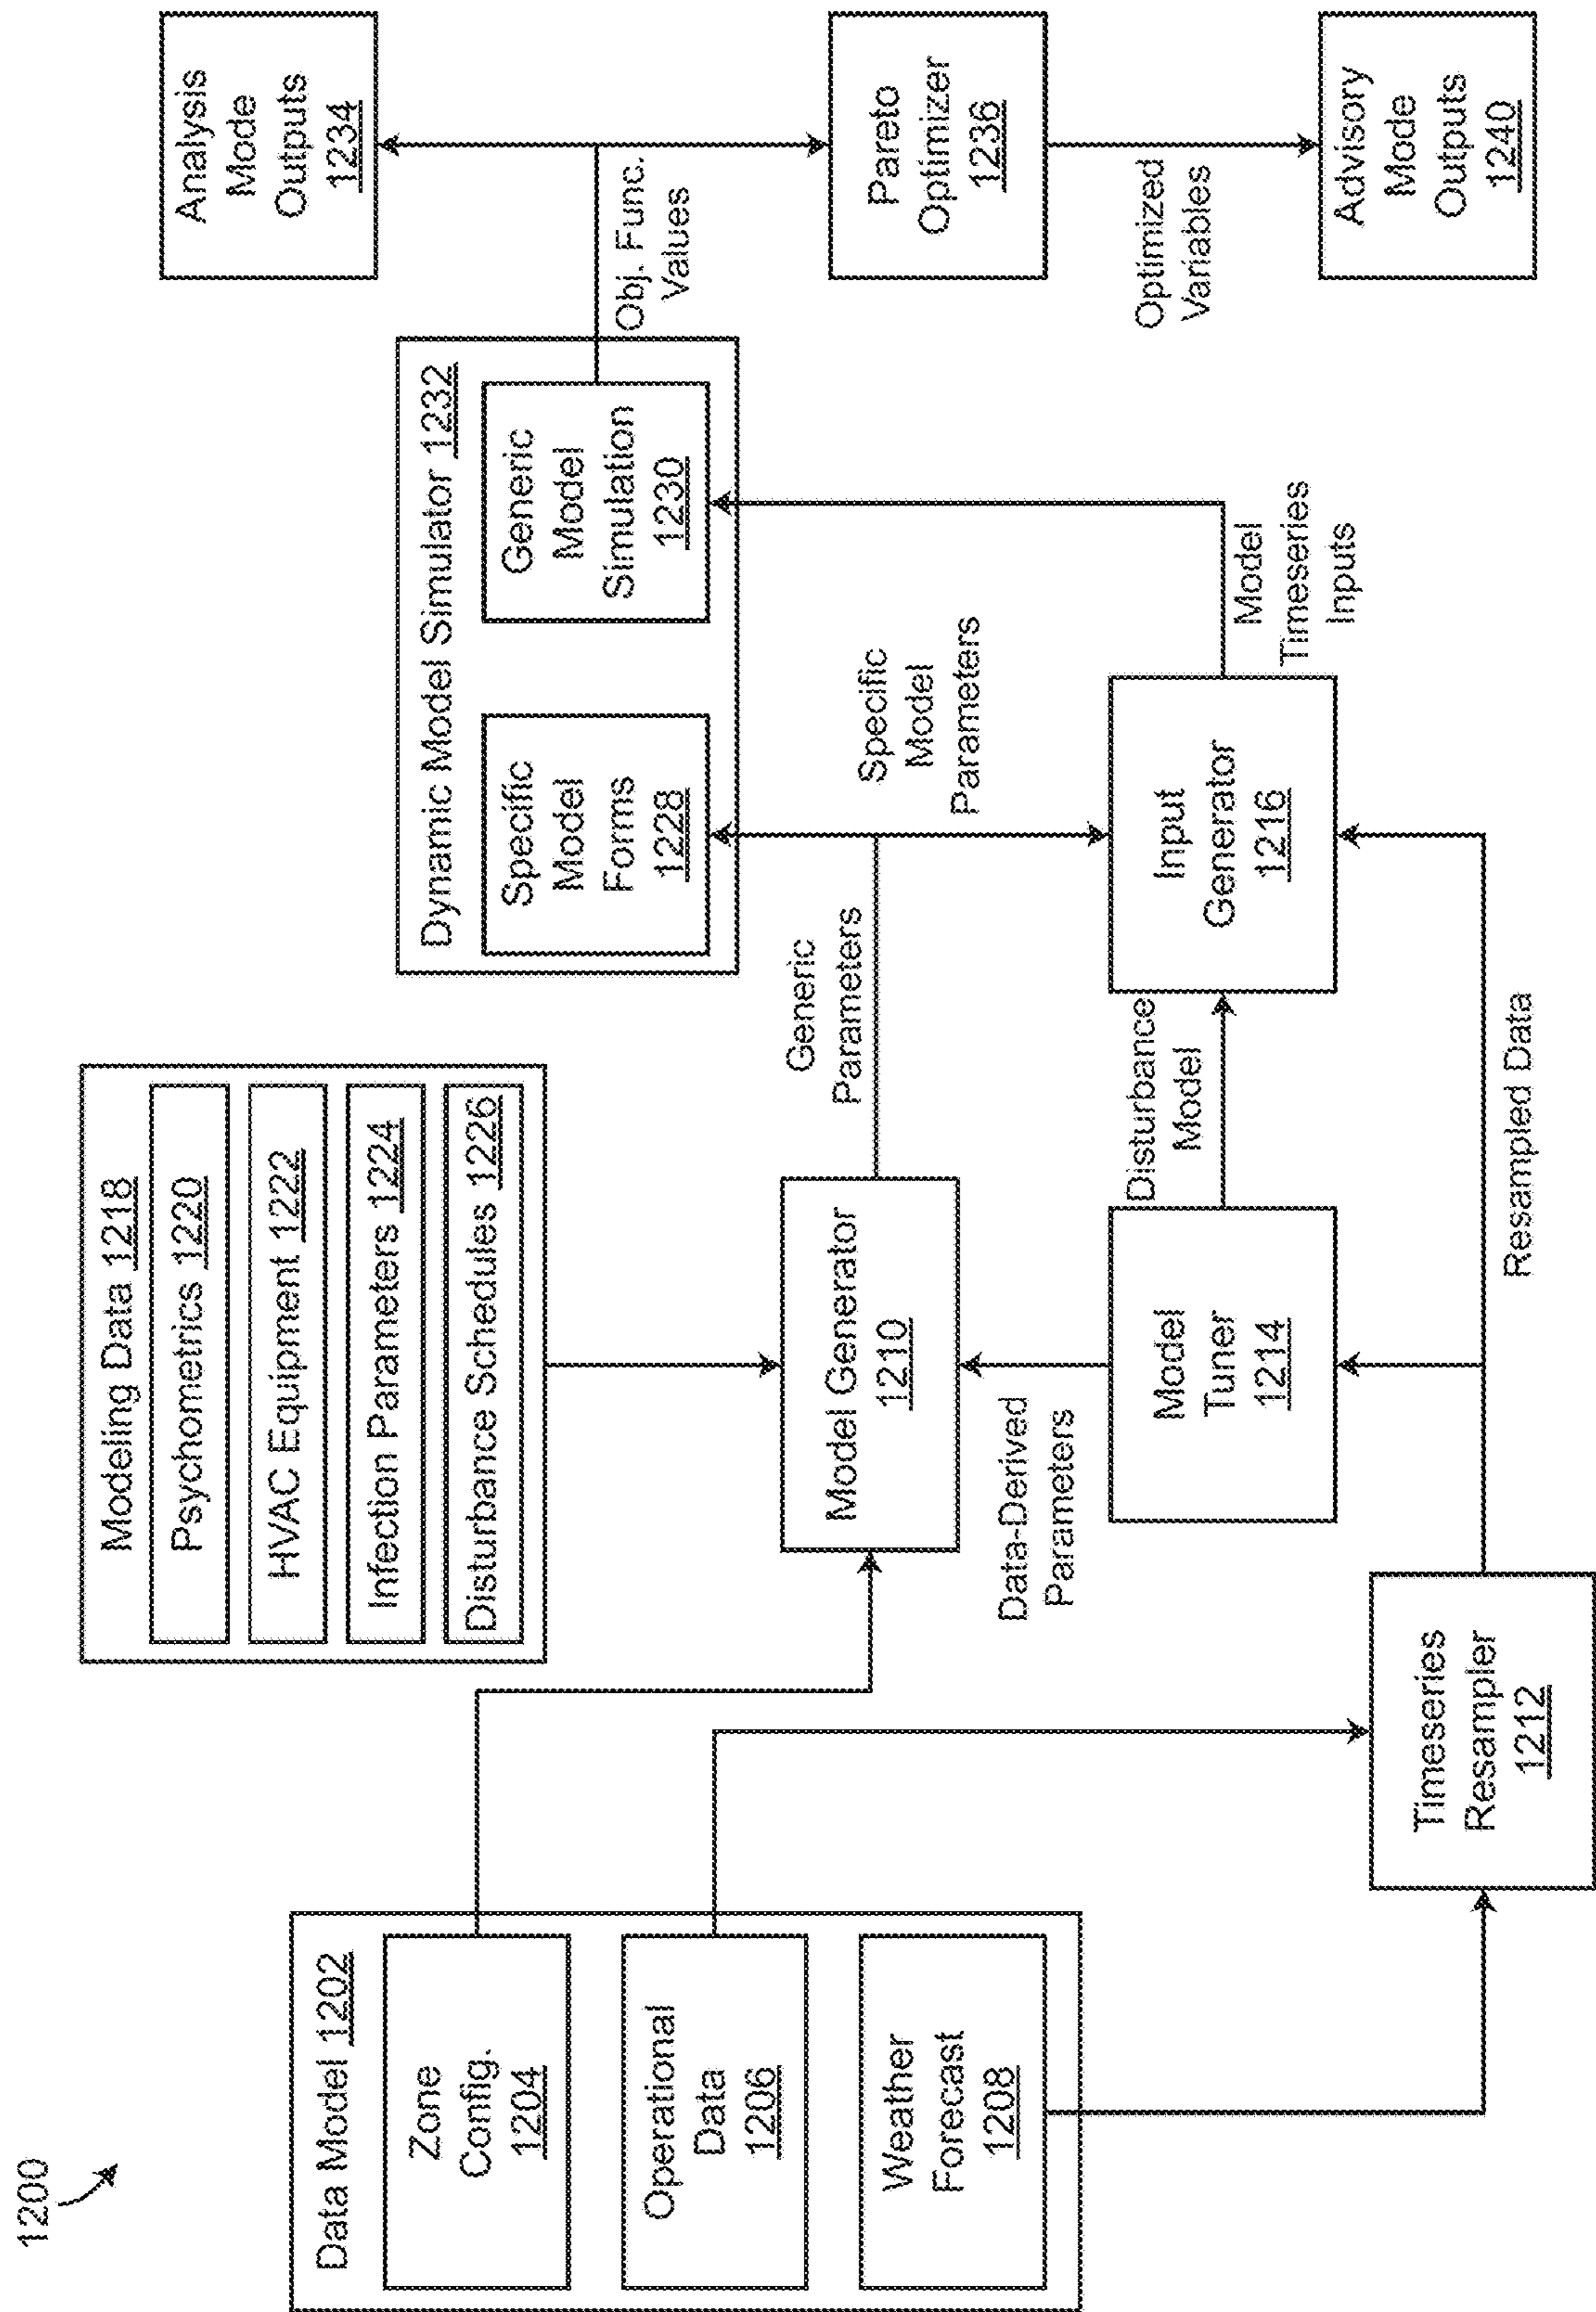 1200
Data Model 1202
Zone
Config.
1204
Operational
Data
1206
Weather
Forecast
1208
Timeseries
Resampler
1212
Modeling Data 1218
Psychometrics 1220
HVAC Equipment 1222
Infection Parameters 1224
Disturbance Schedules 1226
Model Generator
1210
Data-Derived
Parameters
Model
Tuner
1214
Resampled Data
Disturbance
Model
Generic
Parameters
Dynamic Model Simulator 1232
Specific
Model
Forms
1228
Generic
Model
Simulation
1230
Specific
Model
Parameters
Input
Generator
1216
Model
Timeseries
Inputs
Obj. Func.
Values
Analysis
Mode
Outputs
1234
Pareto
Optimizer
1236
Optimized
Variables
Advisory
Mode
Outputs
1240